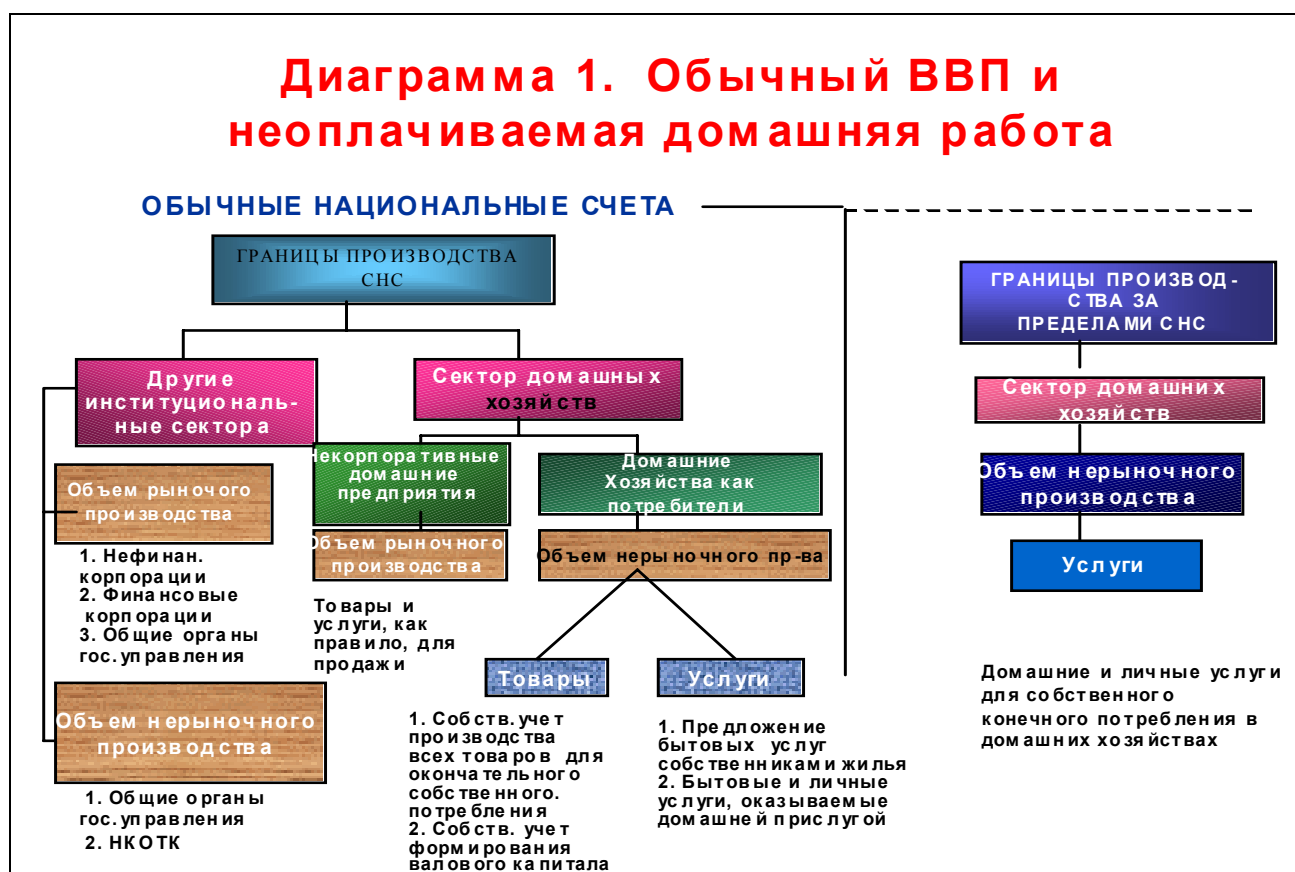 Диаграмма 1. Обычный ВВП и
неоплачиваемая домашняя работа
ОБЫЧНЫЕ НАЦИОНАЛЬНЫЕ СЧЕТА
ГРАНИЦЫ ПРОИЗВОДСТВА
СНС
Другие
институциональ-
ные сектора
Сектор домашных
хозяйств
Объем рыночого
производства
1. Нефинан.
корпорации
2. Финансовые
корпорации
3. Общие органы
гос.управления
Объем нерыночного
производства
1. Общие органы
гос.управления
2. НКОТК
Некорпоративные
домашние
предприятия
Объем рыночного
производства
Товары и
услуги, как
правило, для
продажи
Домашние
Хозяйства как
потребители
Объем нерыночного пр-ва
Товары
1. Собств.учет
производства
всех товаров для
окончательного
собственного.
потребления
2. Собств. учет
формирования
валового капитала
Услуги
1. Предложение
бытовых услуг
собственниками жилья
2. Бытовые и личные
услуги, оказываемые
домашней прислугой
ГРАНИЦЫ ПРОИЗВОД-
СТВА ЗА
ПРЕДЕЛАМИ СНС
Сектор домашних
хозяйств
Объем нерыночного
производства
Услуги
Домашние и личные услуги
для собственного
конечного потребления в
домашних хозяйствах